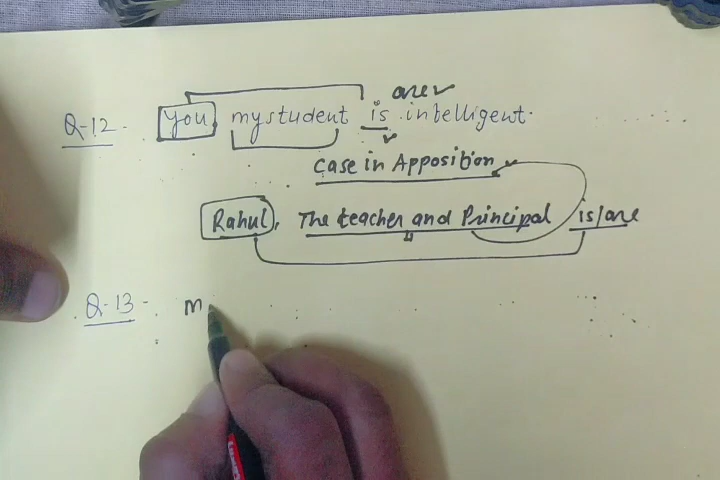 are ✓
Q-12. You, my student is intelligent.
case in Apposition
Rahul, The teacher and Principal is/are
Q-13-. M